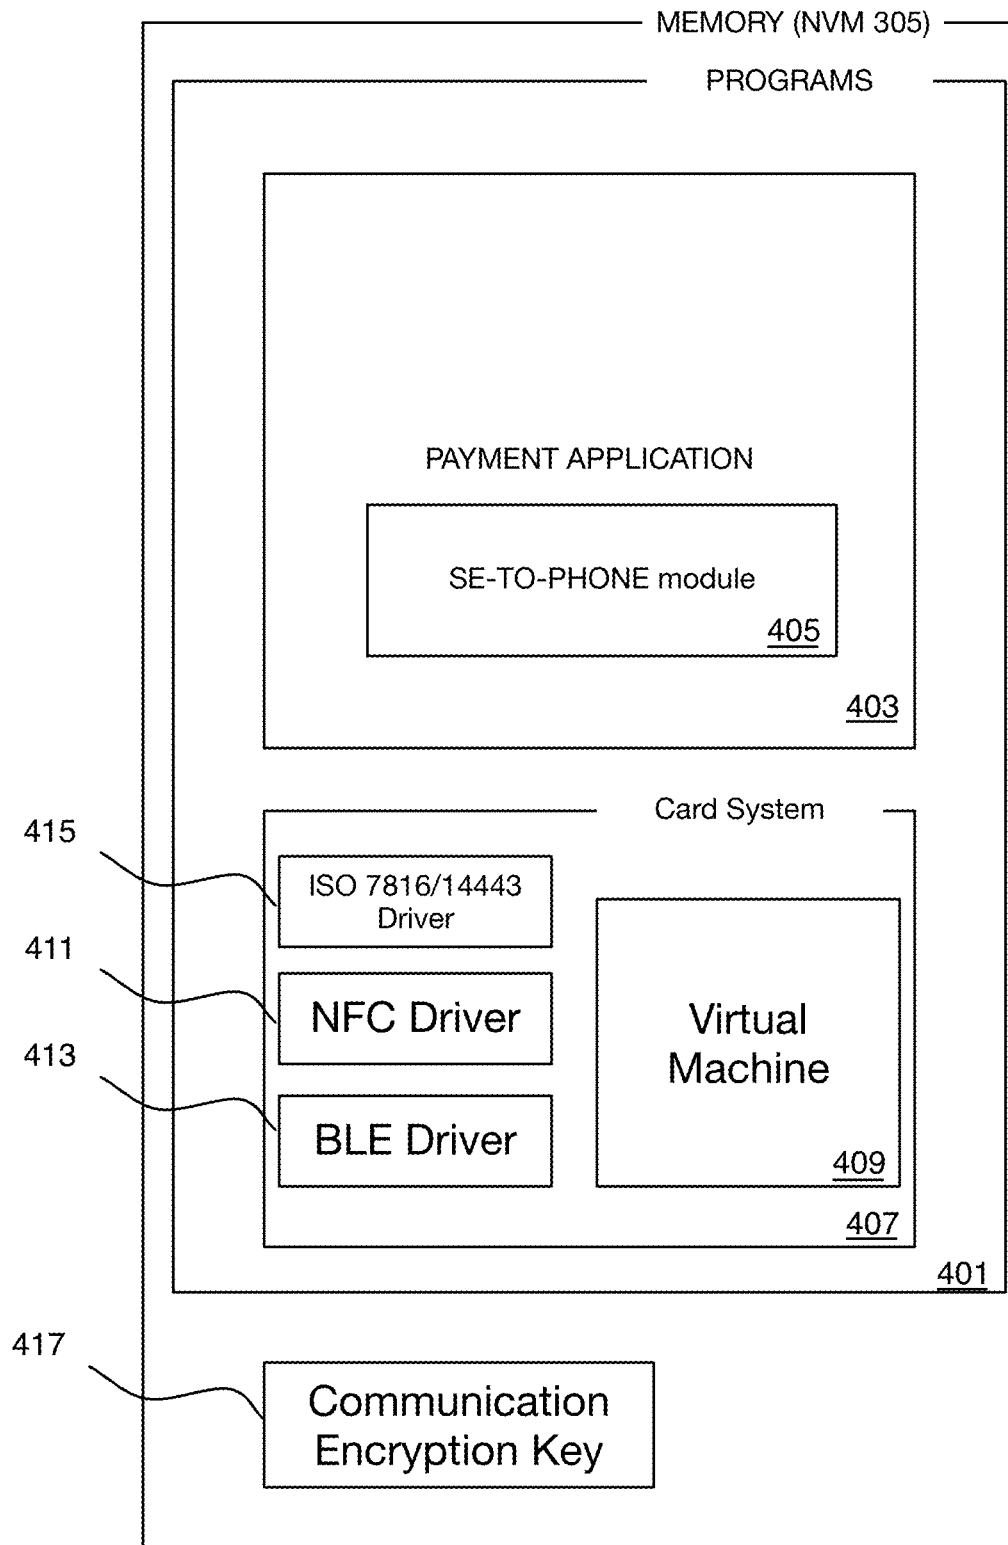 MEMORY (NVM 305)
PROGRAMS
PAYMENT APPLICATION
SE-TO-PHONE module
405
403
Card System
415
ISO 7816/14443
Driver
411
NFC Driver
Virtual
Machine
413
BLE Driver
409
407
401
417
Communication
Encryption Key